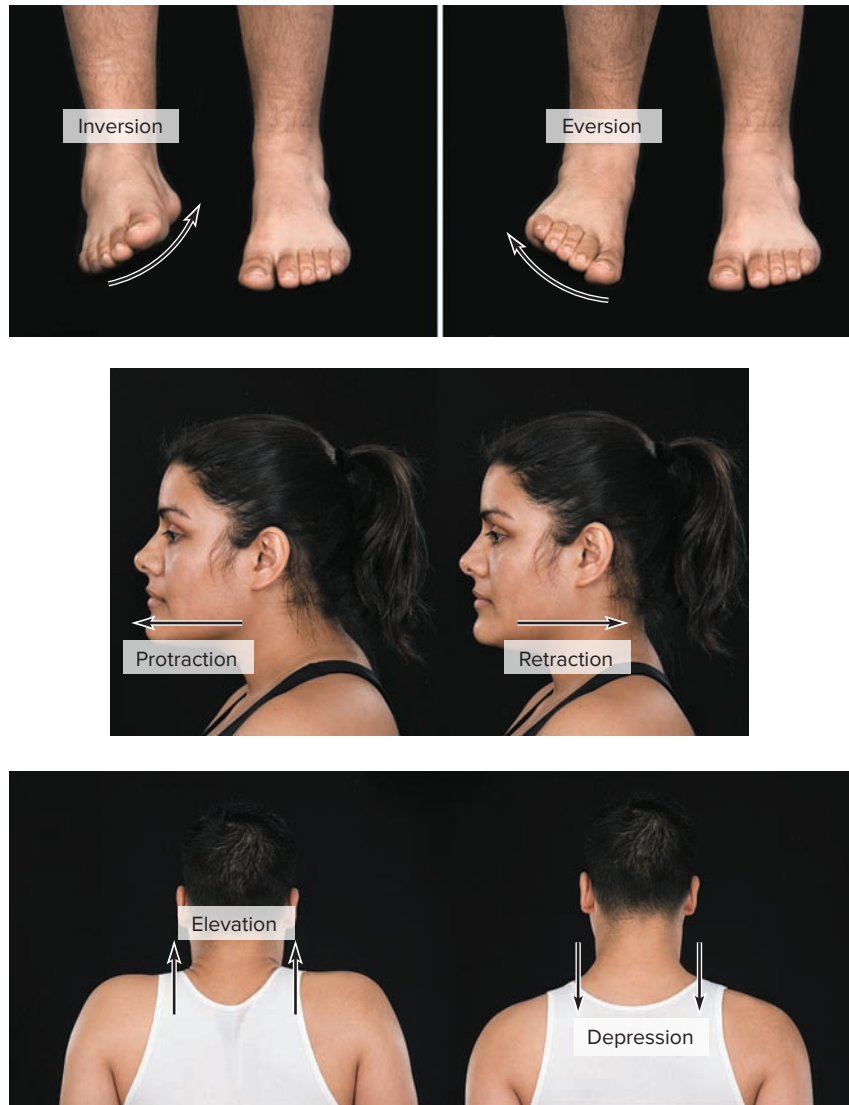 Inversion
Eversion
Protraction
Retraction
Elevation
Depression